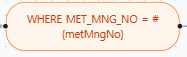 WHERE MET_MNG_NO = #
{metMngNo}